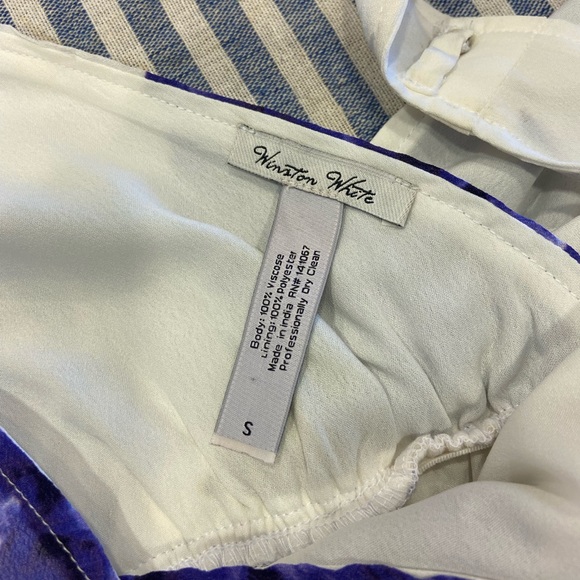 Winston White
Body: 100% Viscose
Lining: 100% Polyester
Made in India RN# 141067
Professionally Dry Clean
S